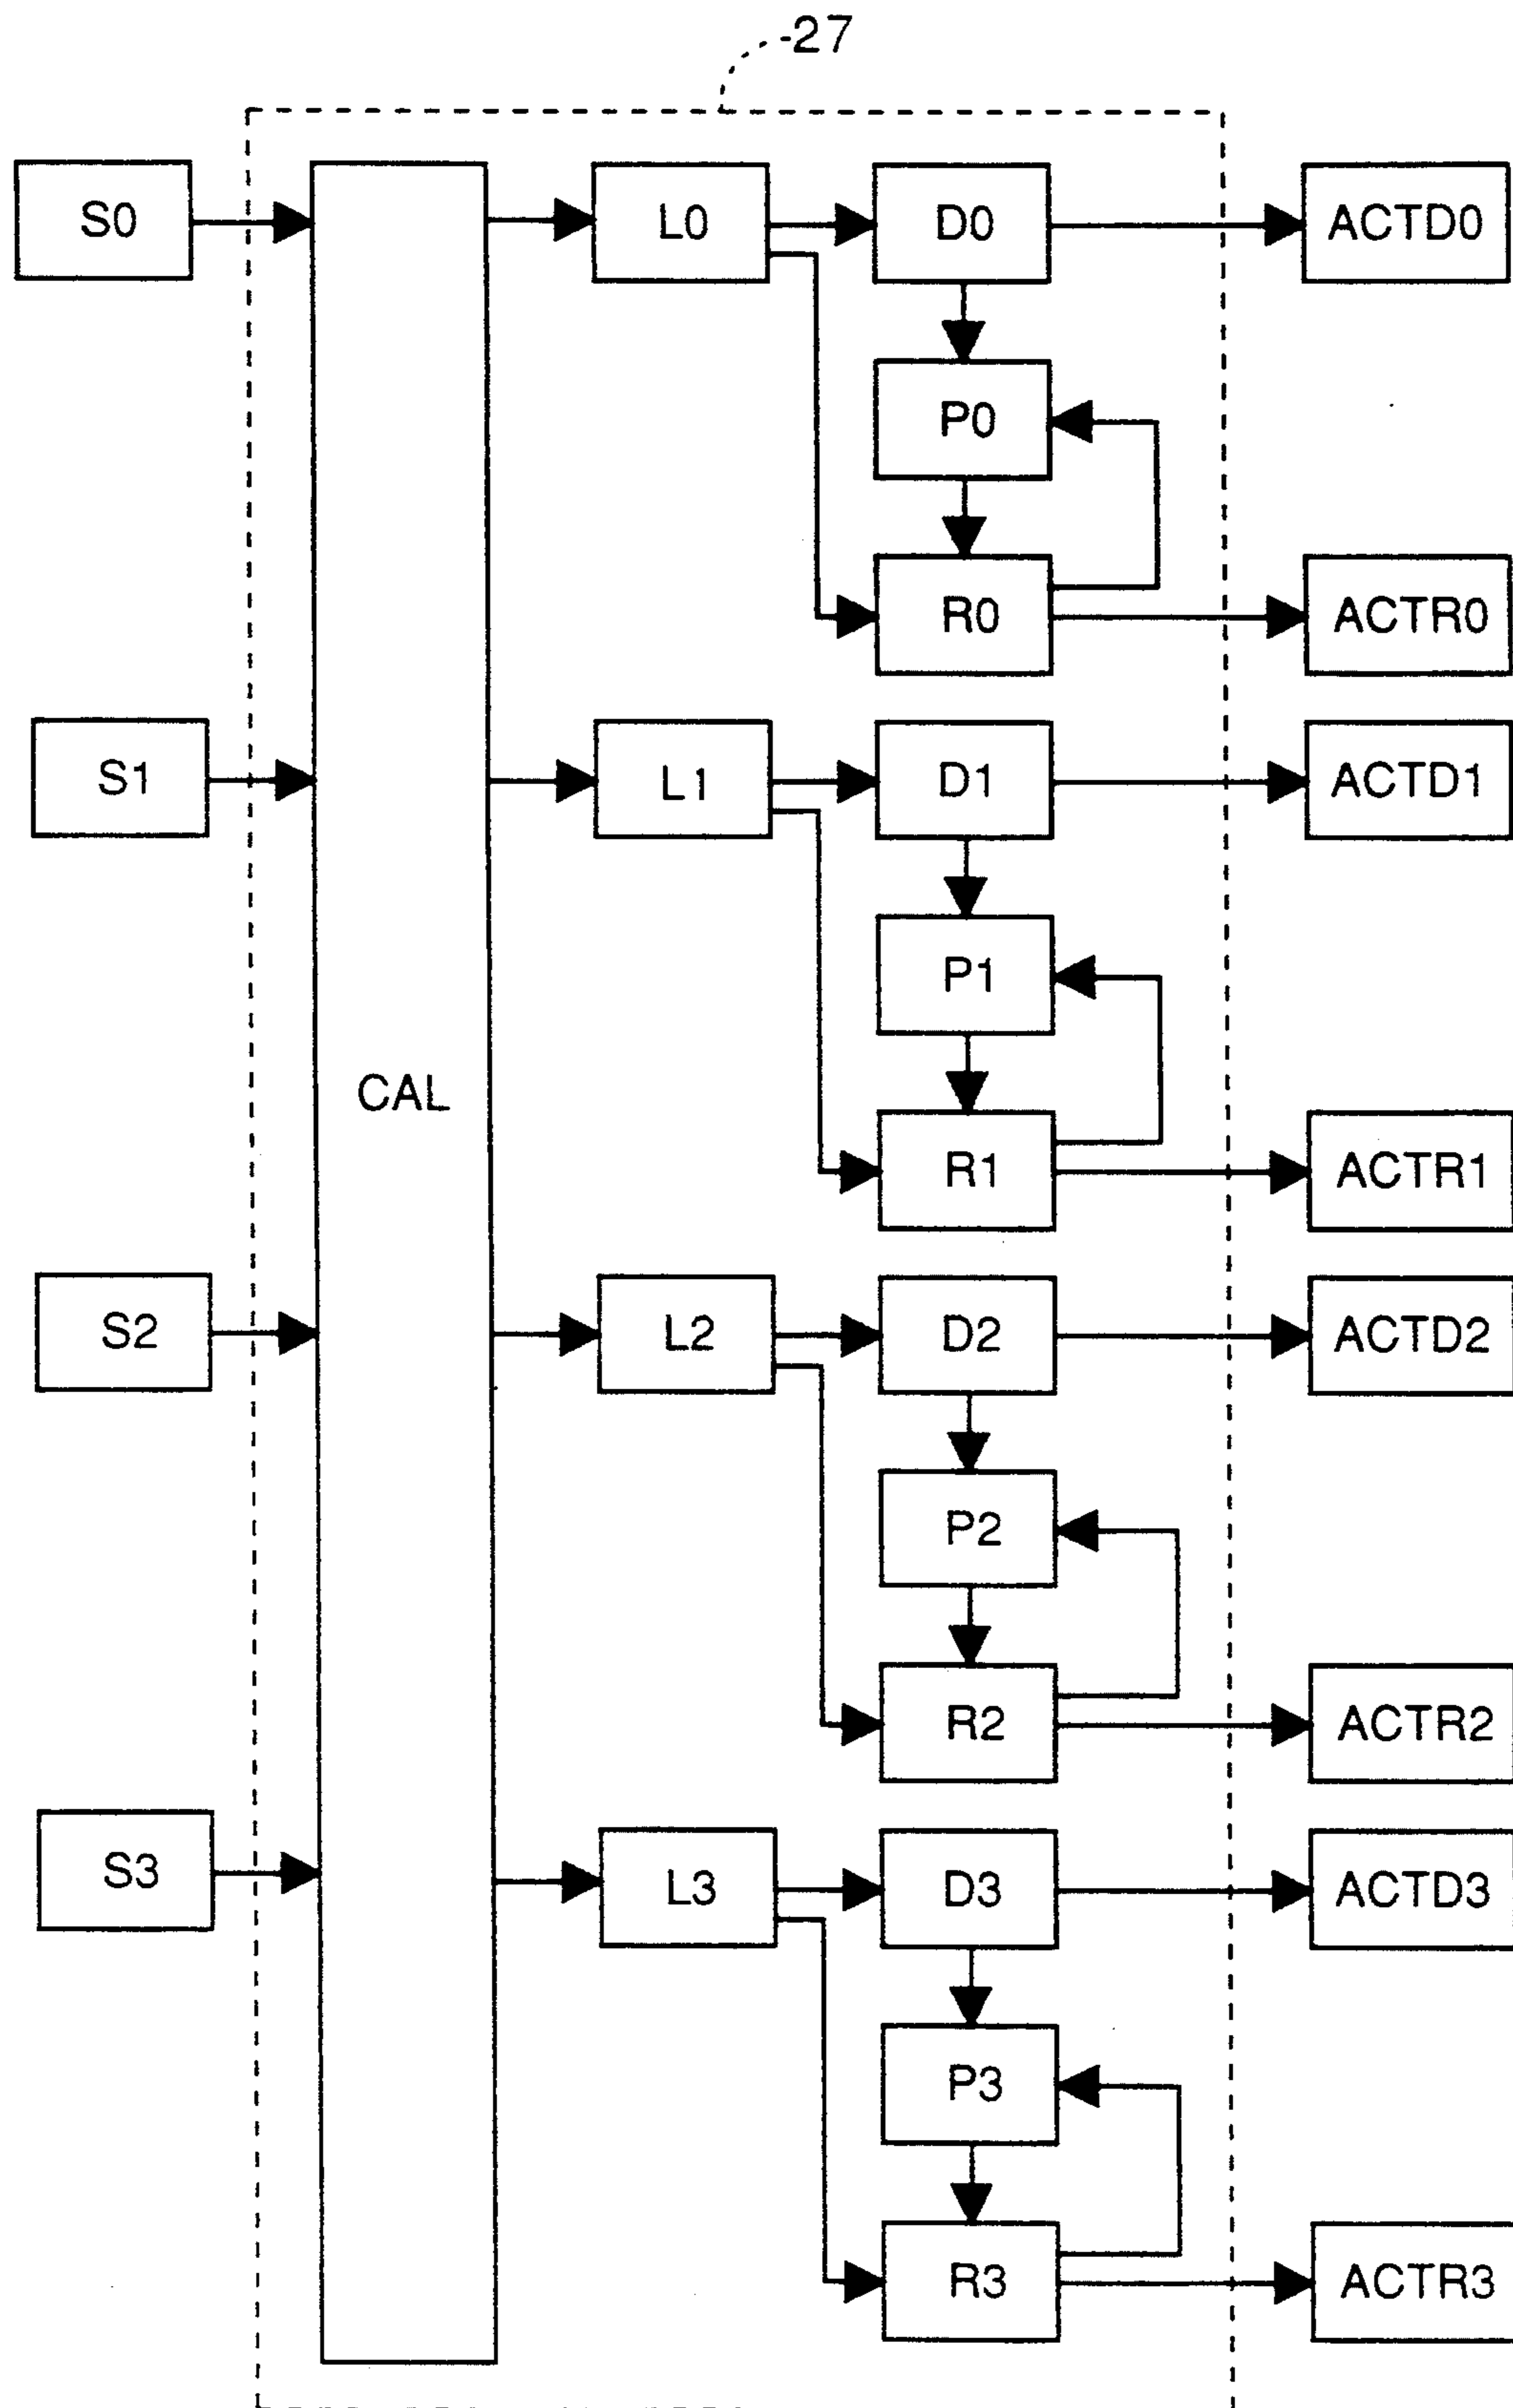 27
S0
L0
D0
ACTD0
P0
R0
ACTR0
S1
L1
D1
ACTD1
P1
CAL
R1
ACTR1
S2
L2
D2
ACTD2
P2
R2
ACTR2
S3
L3
D3
ACTD3
P3
R3
ACTR3